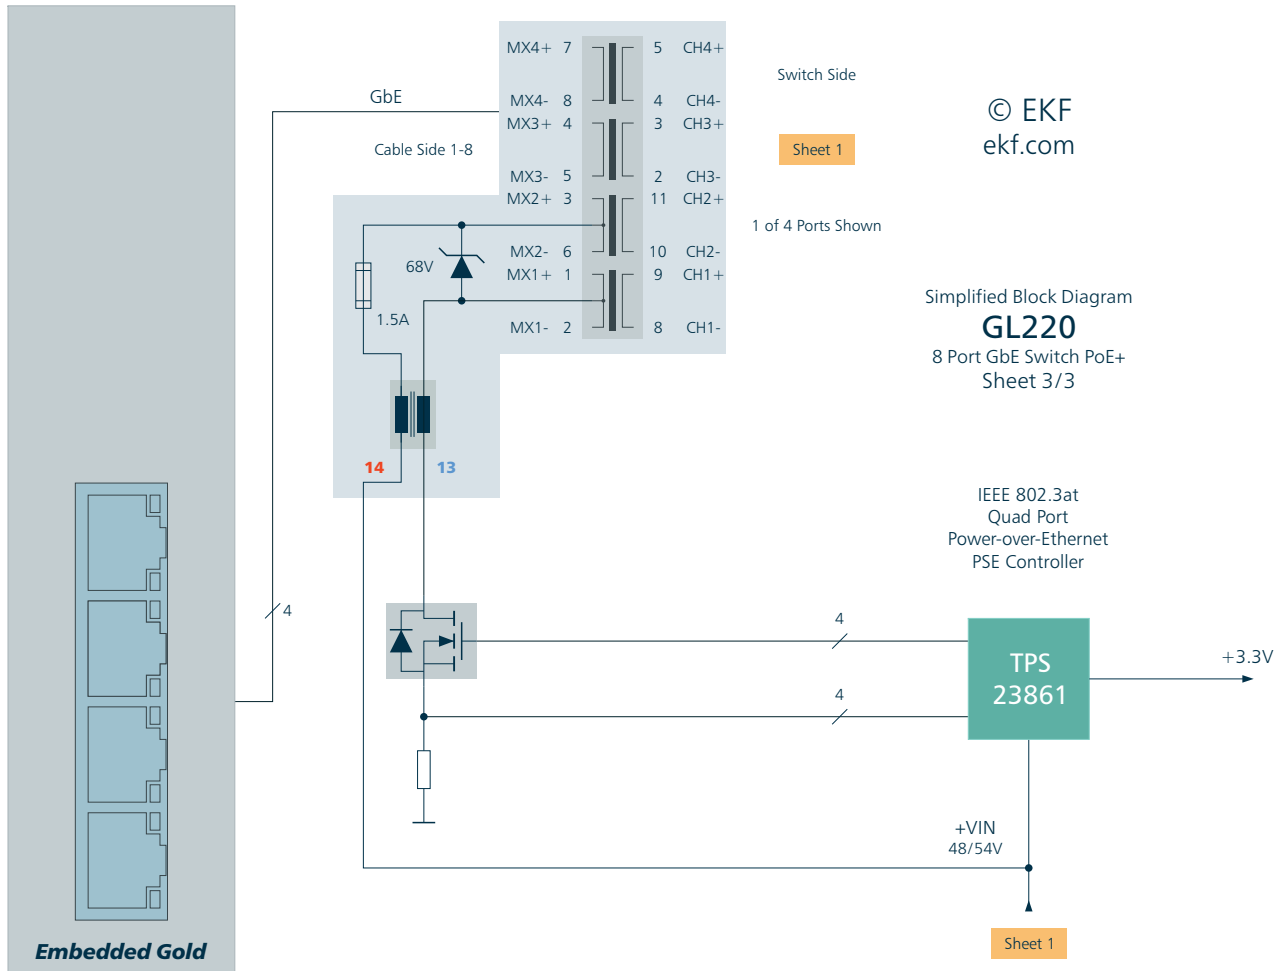 MX4+ 7 5 CH4+
MX4- 8 4 CH4-
MX3+ 4 3 CH3+
MX3- 5 2 CH3-
MX2+ 3 11 CH2+
MX2- 6 10 CH2-
MX1+ 1 9 CH1+
MX1- 2 8 CH1-
GbE
Cable Side 1-8
68V
1.5A
14 13
4
Switch Side
Sheet 1
1 of 4 Ports Shown
© EKF
ekf.com
Simplified Block Diagram
GL220
8 Port GbE Switch PoE+
Sheet 3/3
IEEE 802.3at
Quad Port
Power-over-Ethernet
PSE Controller
4
4
TPS
23861
+3.3V
+VIN
48/54V
Sheet 1
Embedded Gold